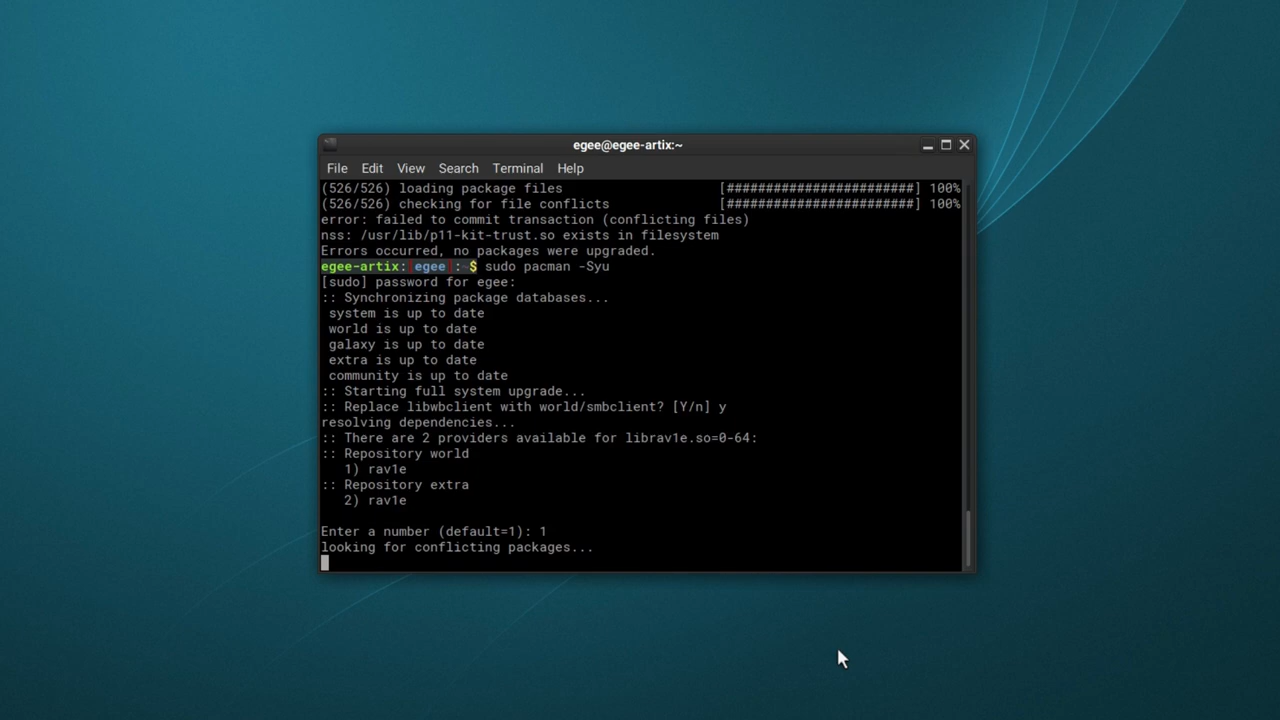 egee@egee-artix:~
File Edit View Search Terminal Help
(526/526) loading package files [########################] 100%
(526/526) checking for file conflicts [########################] 100%
error: failed to commit transaction (conflicting files)
nss: /usr/lib/p11-kit-trust.so exists in filesystem
Errors occurred, no packages were upgraded.
egee-artix:[egee]:~$ sudo pacman -Syu
[sudo] password for egee:
:: Synchronizing package databases...
system is up to date
world is up to date
galaxy is up to date
extra is up to date
community is up to date
:: Starting full system upgrade...
:: Replace libwbclient with world/smbclient? [Y/n] y
resolving dependencies...
:: There are 2 providers available for librav1e.so=0-64:
:: Repository world
1) rav1e
:: Repository extra
2) rav1e
Enter a number (default=1): 1
looking for conflicting packages...